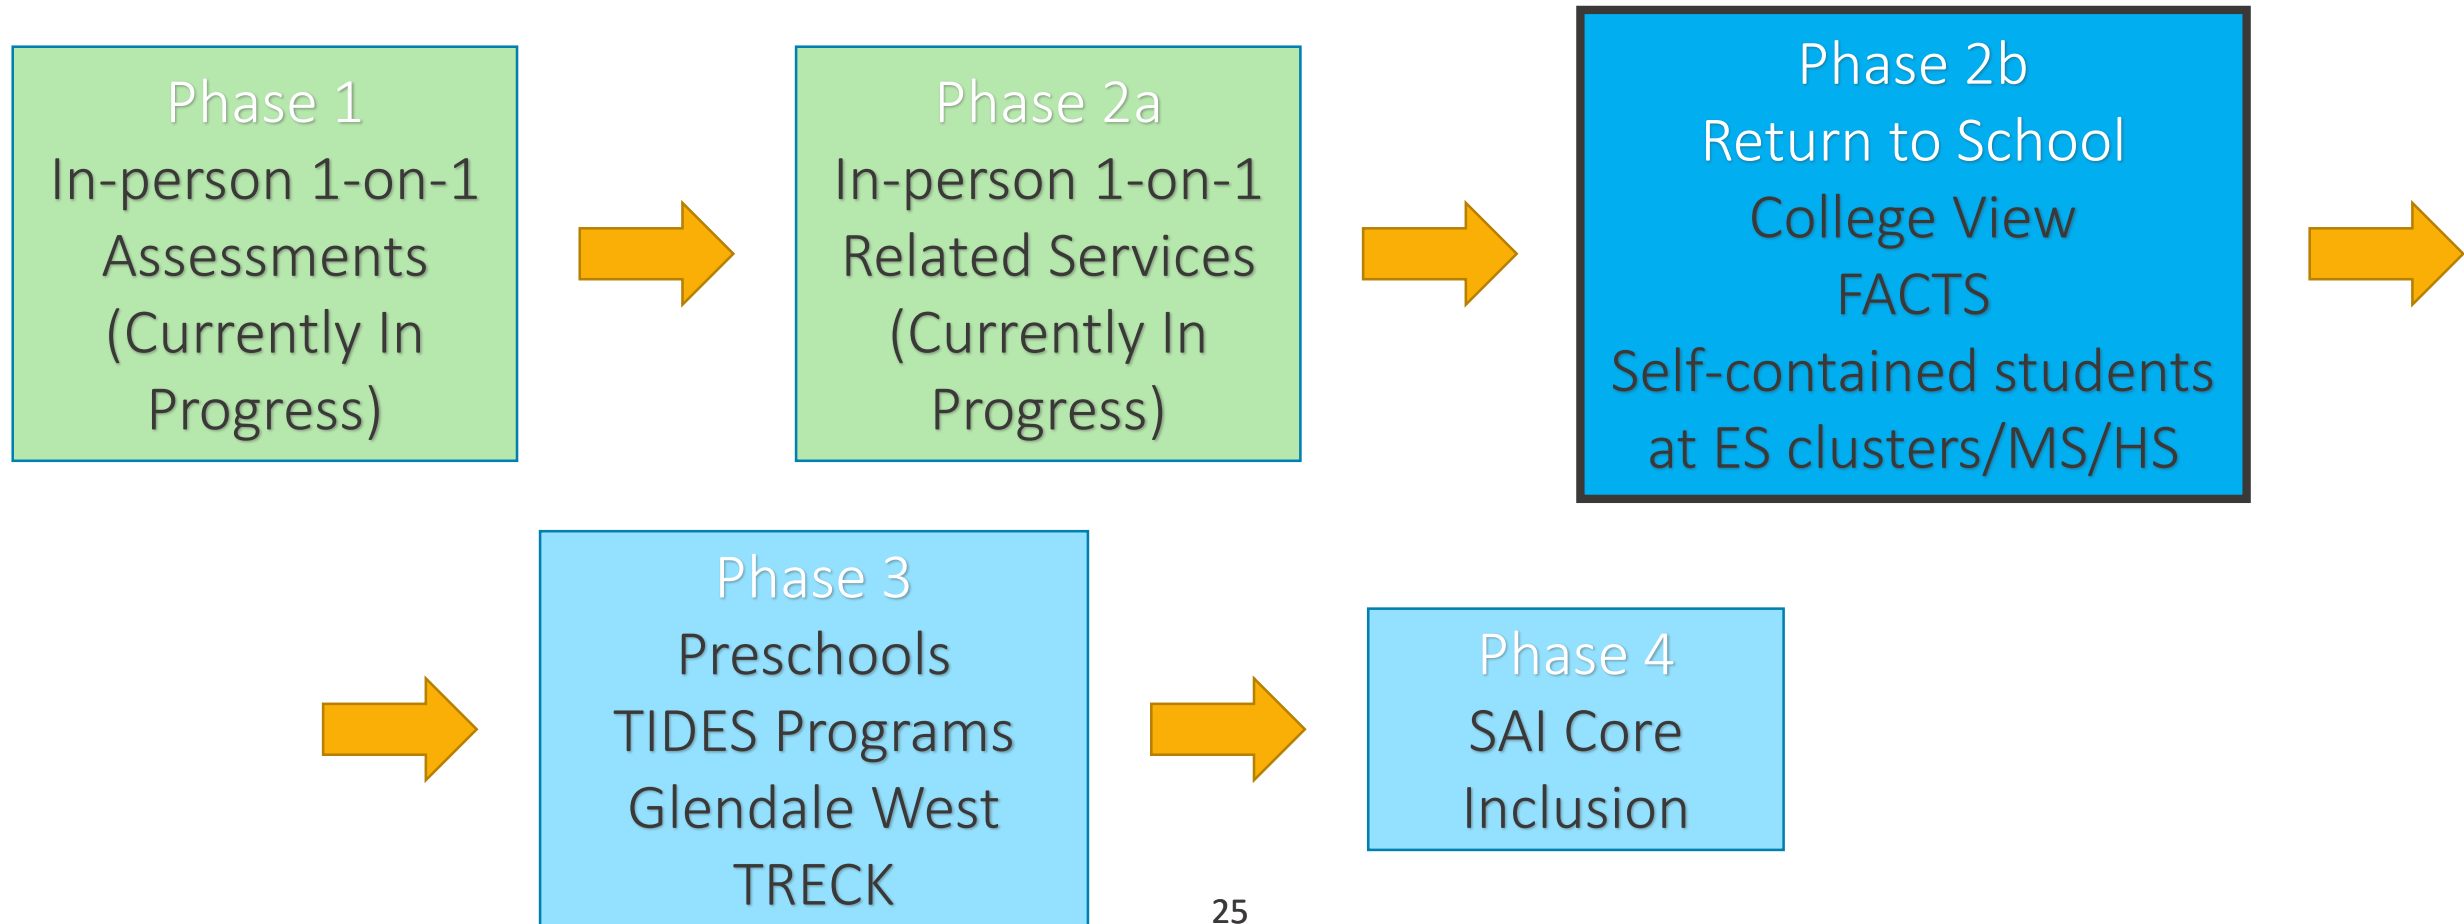 Phase 1
In-person 1-on-1
Assessments
(Currently In
Progress)
Phase 2a
In-person 1-on-1
Related Services
(Currently In
Progress)
Phase 2b
Return to School
College View
FACTS
Self-contained students
at ES clusters/MS/HS
Phase 3
Preschools
TIDES Programs
Glendale West
TRECK
Phase 4
SAI Core
Inclusion
25